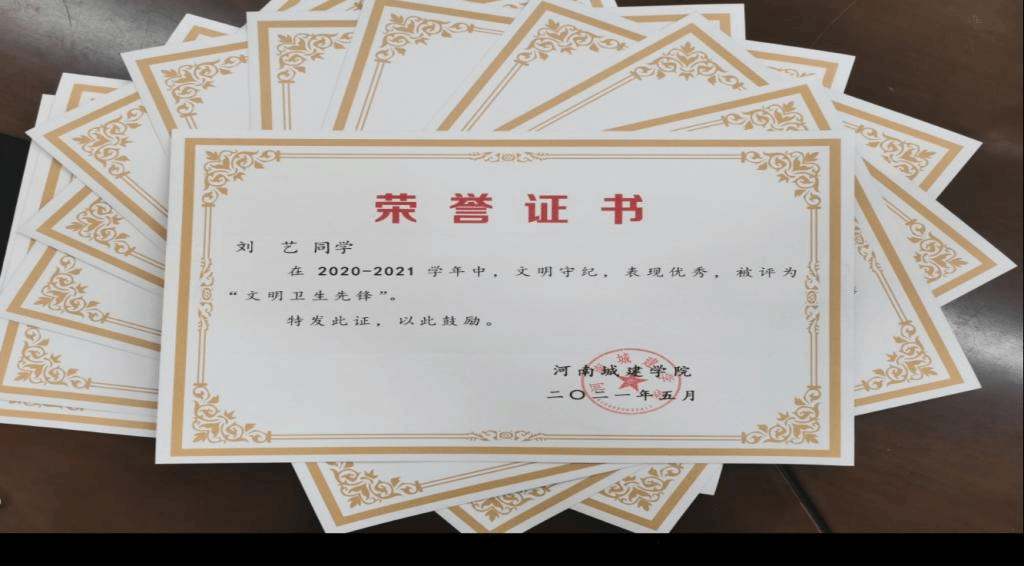 荣誉证书
刘 艺 同学
在 2020-2021 学年中，文明守纪，表现优秀，被评为
“文明卫生先锋”。
特发此证，以此鼓励。
河南城建学院
二〇二一年五月